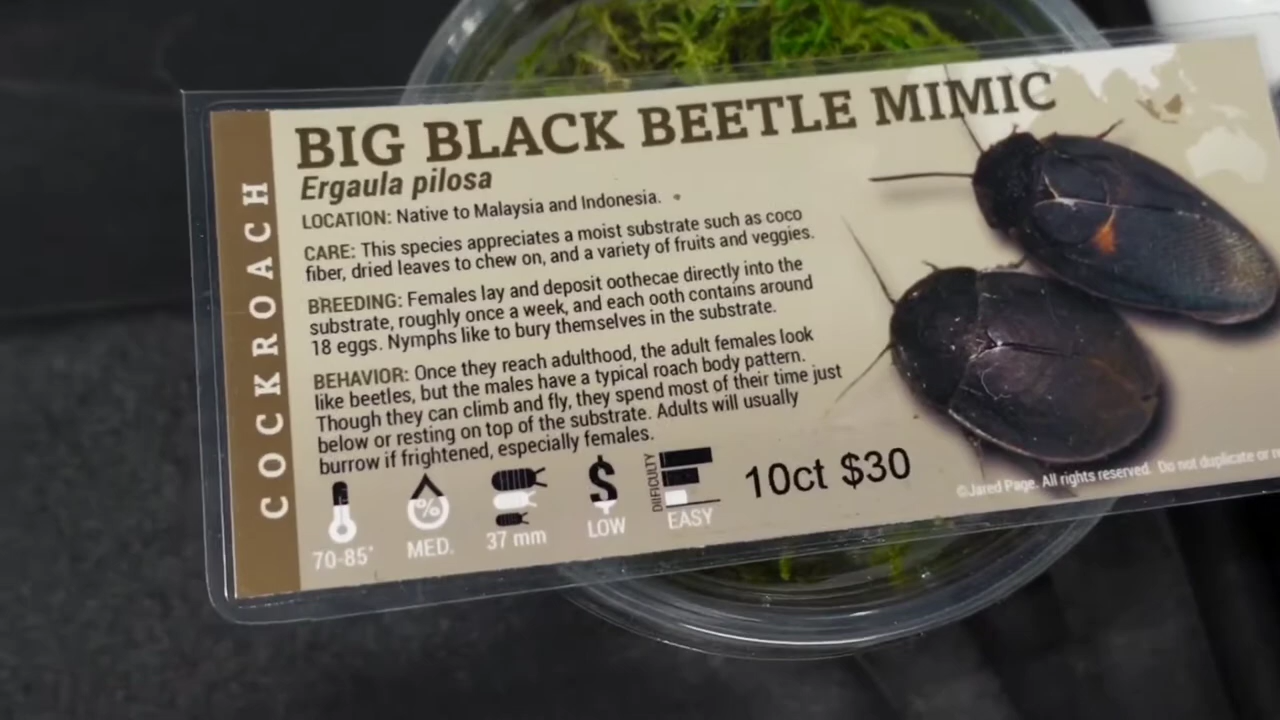 BIG BLACK BEETLE MIMIC
Ergaula pilosa
LOCATION: Native to Malaysia and Indonesia.
CARE: This species appreciates a moist substrate such as coco
fiber, dried leaves to chew on, and a variety of fruits and veggies.
BREEDING: Females lay and deposit oothecae directly into the
substrate, roughly once a week, and each ooth contains around
18 eggs. Nymphs like to bury themselves in the substrate.
BEHAVIOR: Once they reach adulthood, the adult females look
like beetles, but the males have a typical roach body pattern.
Though they can climb and fly, they spend most of their time just
below or resting on top of the substrate. Adults will usually
burrow if frightened, especially females.
COCKROACH
70-85°
%
MED.
37 mm
$
LOW
DIFFICULTY
EASY
10ct $30
©Jared Page. All rights reserved. Do not duplicate or